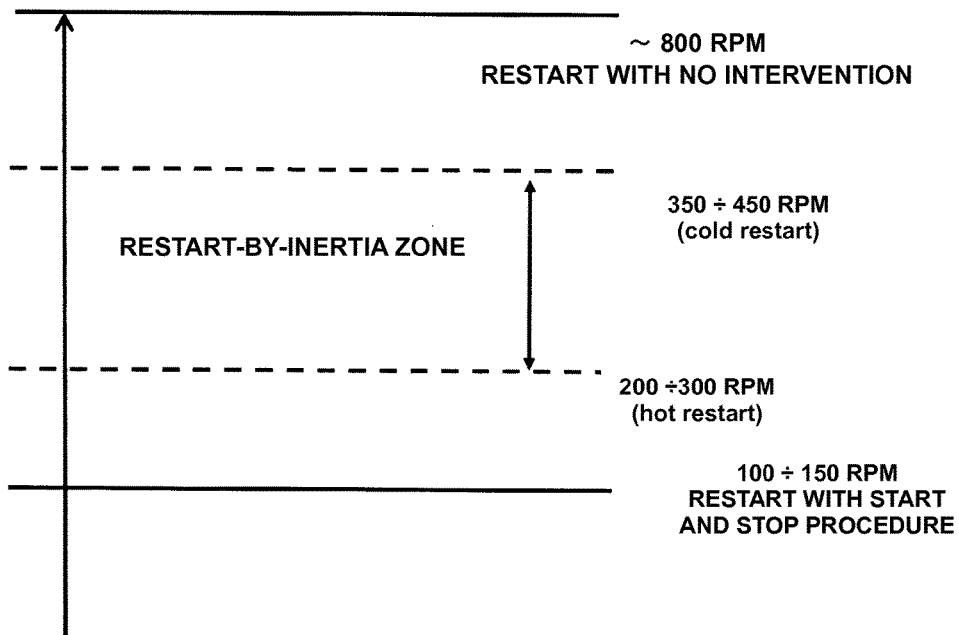 ~ 800 RPM
RESTART WITH NO INTERVENTION
350 ÷ 450 RPM
(cold restart)
RESTART-BY-INERTIA ZONE
200 ÷300 RPM
(hot restart)
100 ÷ 150 RPM
RESTART WITH START
AND STOP PROCEDURE